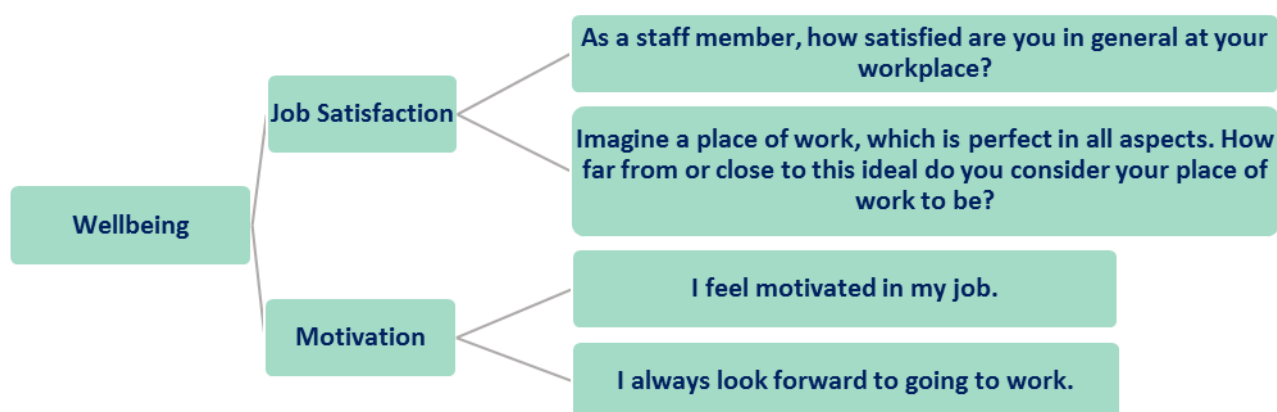 As a staff member, how satisfied are you in general at your
workplace?
Job Satisfaction
Imagine a place of work, which is perfect in all aspects. How
far from or close to this ideal do you consider your place of
work to be?
Wellbeing
I feel motivated in my job.
Motivation
I always look forward to going to work.